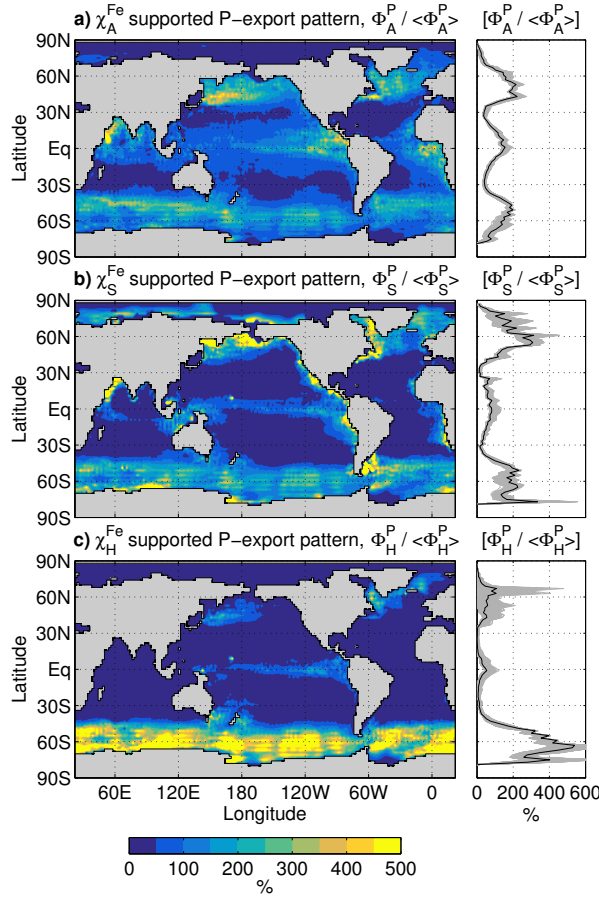 a) χ_A^Fe supported P-export pattern, Φ_A^P / <Φ_A^P> [Φ_A^P / <Φ_A^P>]
90N
60N
30N
Eq
30S
60S
90S
Latitude
b) χ_S^Fe supported P-export pattern, Φ_S^P / <Φ_S^P> [Φ_S^P / <Φ_S^P>]
90N
60N
30N
Eq
30S
60S
90S
Latitude
c) χ_H^Fe supported P-export pattern, Φ_H^P / <Φ_H^P> [Φ_H^P / <Φ_H^P>]
90N
60N
30N
Eq
30S
60S
90S
Latitude
60E 120E 180E 120W 60W 0
Longitude
0 200 400 600
%
0 100 200 300 400 500
%